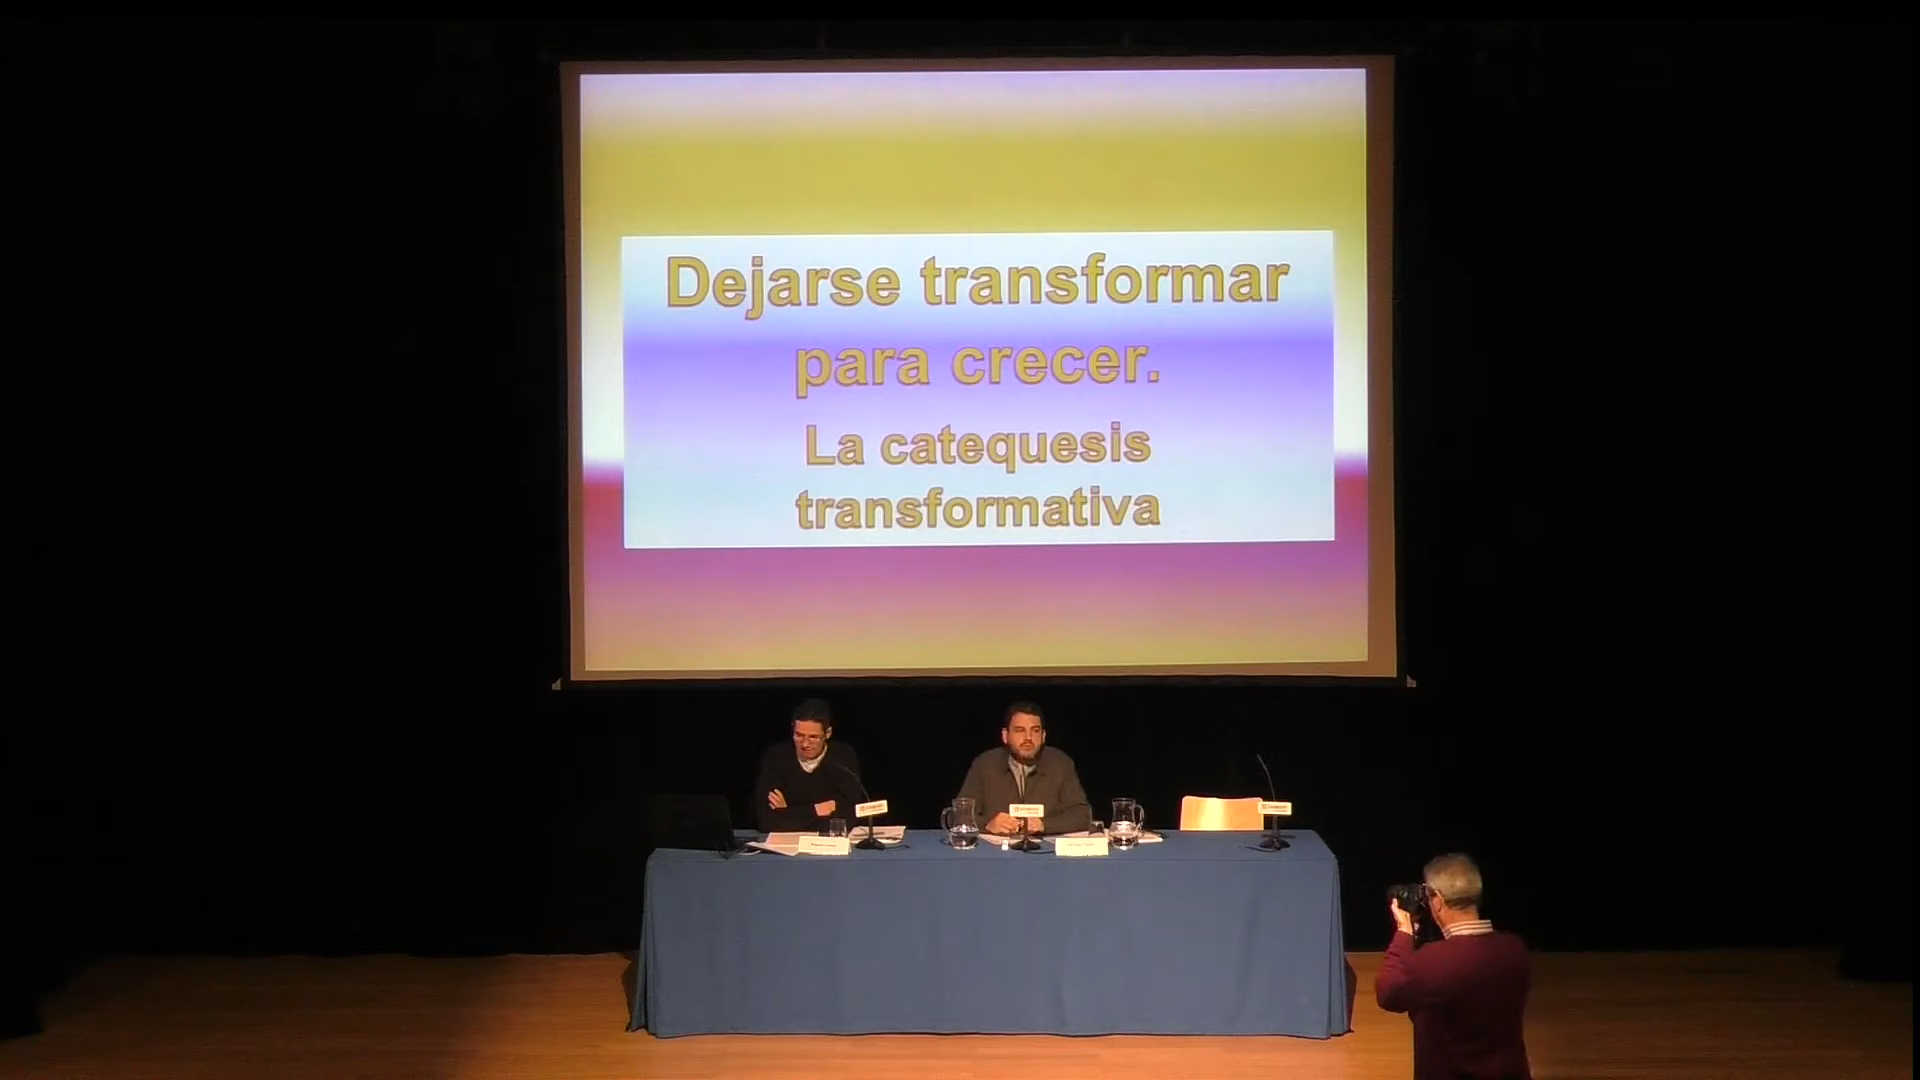 Dejarse transformar
para crecer.
La catequesis
transformativa